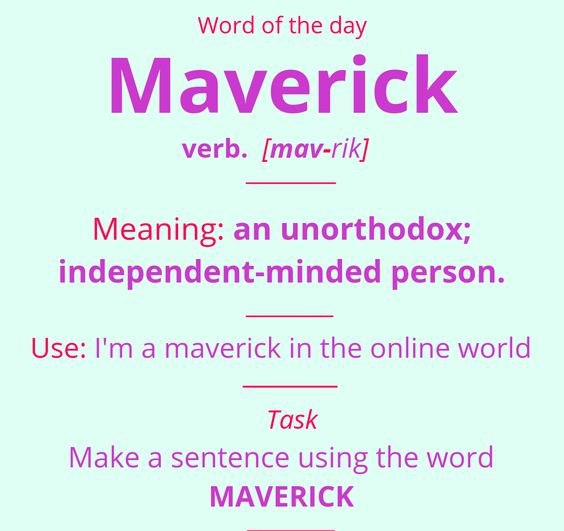 Word of the day
Maverick
verb. [mav-rik]
Meaning: an unorthodox;
independent-minded person.
Use: I'm a maverick in the online world
Task
Make a sentence using the word
MAVERICK